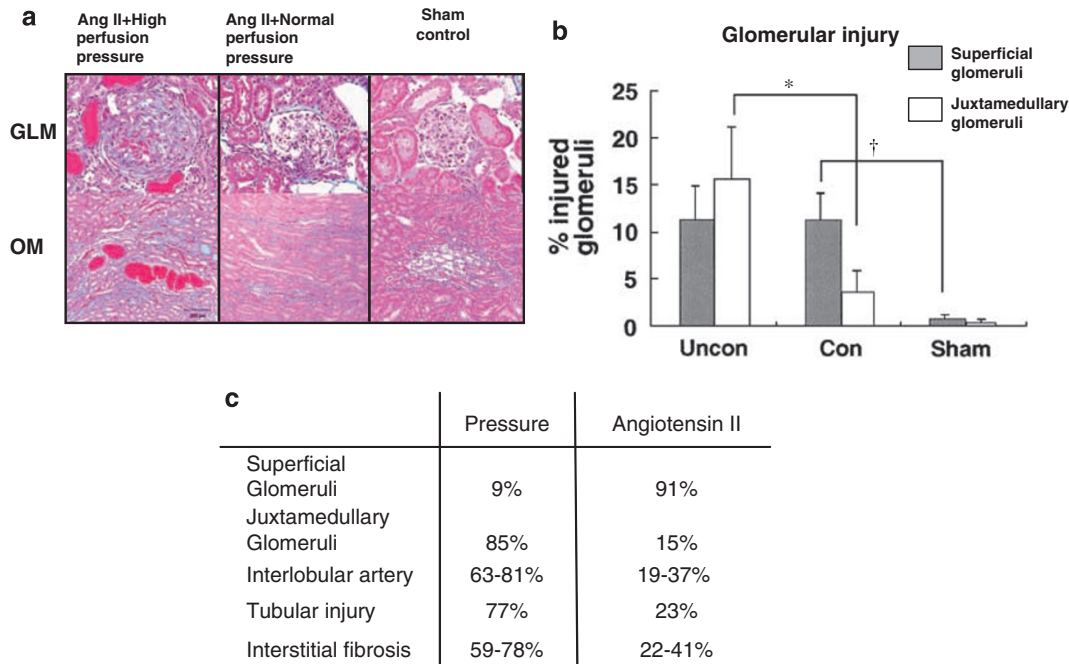 a
Ang II+High
perfusion
pressure
Ang II+Normal
perfusion
pressure
Sham
control
GLM
OM
b
Glomerular injury
Superficial
glomeruli
Juxtamedullary
glomeruli
% injured
glomeruli
25
20
15
10
5
0
*
†
Uncon
Con
Sham
c
Pressure
Angiotensin II
Superficial
Glomeruli
9%
91%
Juxtamedullary
Glomeruli
85%
15%
Interlobular artery
63-81%
19-37%
Tubular injury
77%
23%
Interstitial fibrosis
59-78%
22-41%